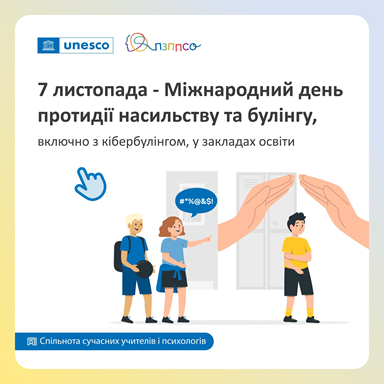 unesco
лзппсо
7 листопада - Міжнародний день
протидії насильству та булінгу,
включно з кібербулінгом, у закладах освіти
#*%@&$!
Спільнота сучасних учителів і психологів